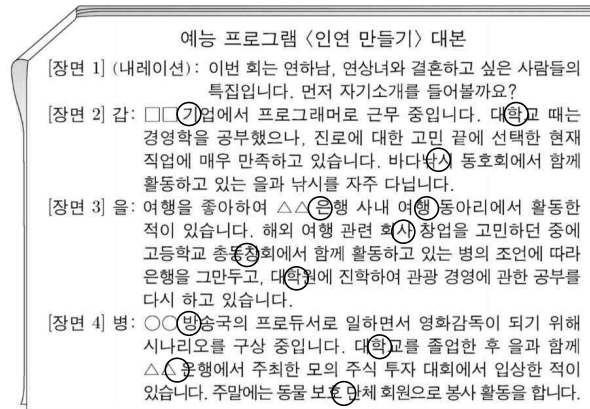 예능 프로그램 〈인연 만들기〉 대본
[장면 1] (내레이션): 이번 회는 연하남, 연상녀와 결혼하고 싶은 사람들의
특집입니다. 먼저 자기소개를 들어볼까요?
[장면 2] 갑: □□기업에서 프로그래머로 근무 중입니다. 대학교 때는
경영학을 공부했으나, 진로에 대한 고민 끝에 선택한 현재
직업에 매우 만족하고 있습니다. 바다낚시 동호회에서 함께
활동하고 있는 을과 낚시를 자주 다닙니다.
[장면 3] 을: 여행을 좋아하여 △△은행 사내 여행 동아리에서 활동한
적이 있습니다. 해외 여행 관련 회사 창업을 고민하던 중에
고등학교 총동창회에서 함께 활동하고 있는 병의 조언에 따라
은행을 그만두고, 대학원에 진학하여 관광 경영에 관한 공부를
다시 하고 있습니다.
[장면 4] 병: ○○방송국의 프로듀서로 일하면서 영화감독이 되기 위해
시나리오를 구상 중입니다. 대학교를 졸업한 후 을과 함께
△△은행에서 주최한 모의 주식 투자 대회에서 입상한 적이
있습니다. 주말에는 동물 보호 단체 회원으로 봉사 활동을 합니다.